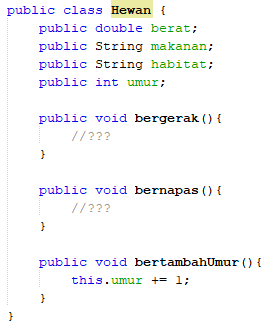 public class Hewan {
public double berat;
public String makanan;
public String habitat;
public int umur;
public void bergerak(){
//???
}
public void bernapas(){
//???
}
public void bertambahUmur(){
this.umur += 1;
}
}